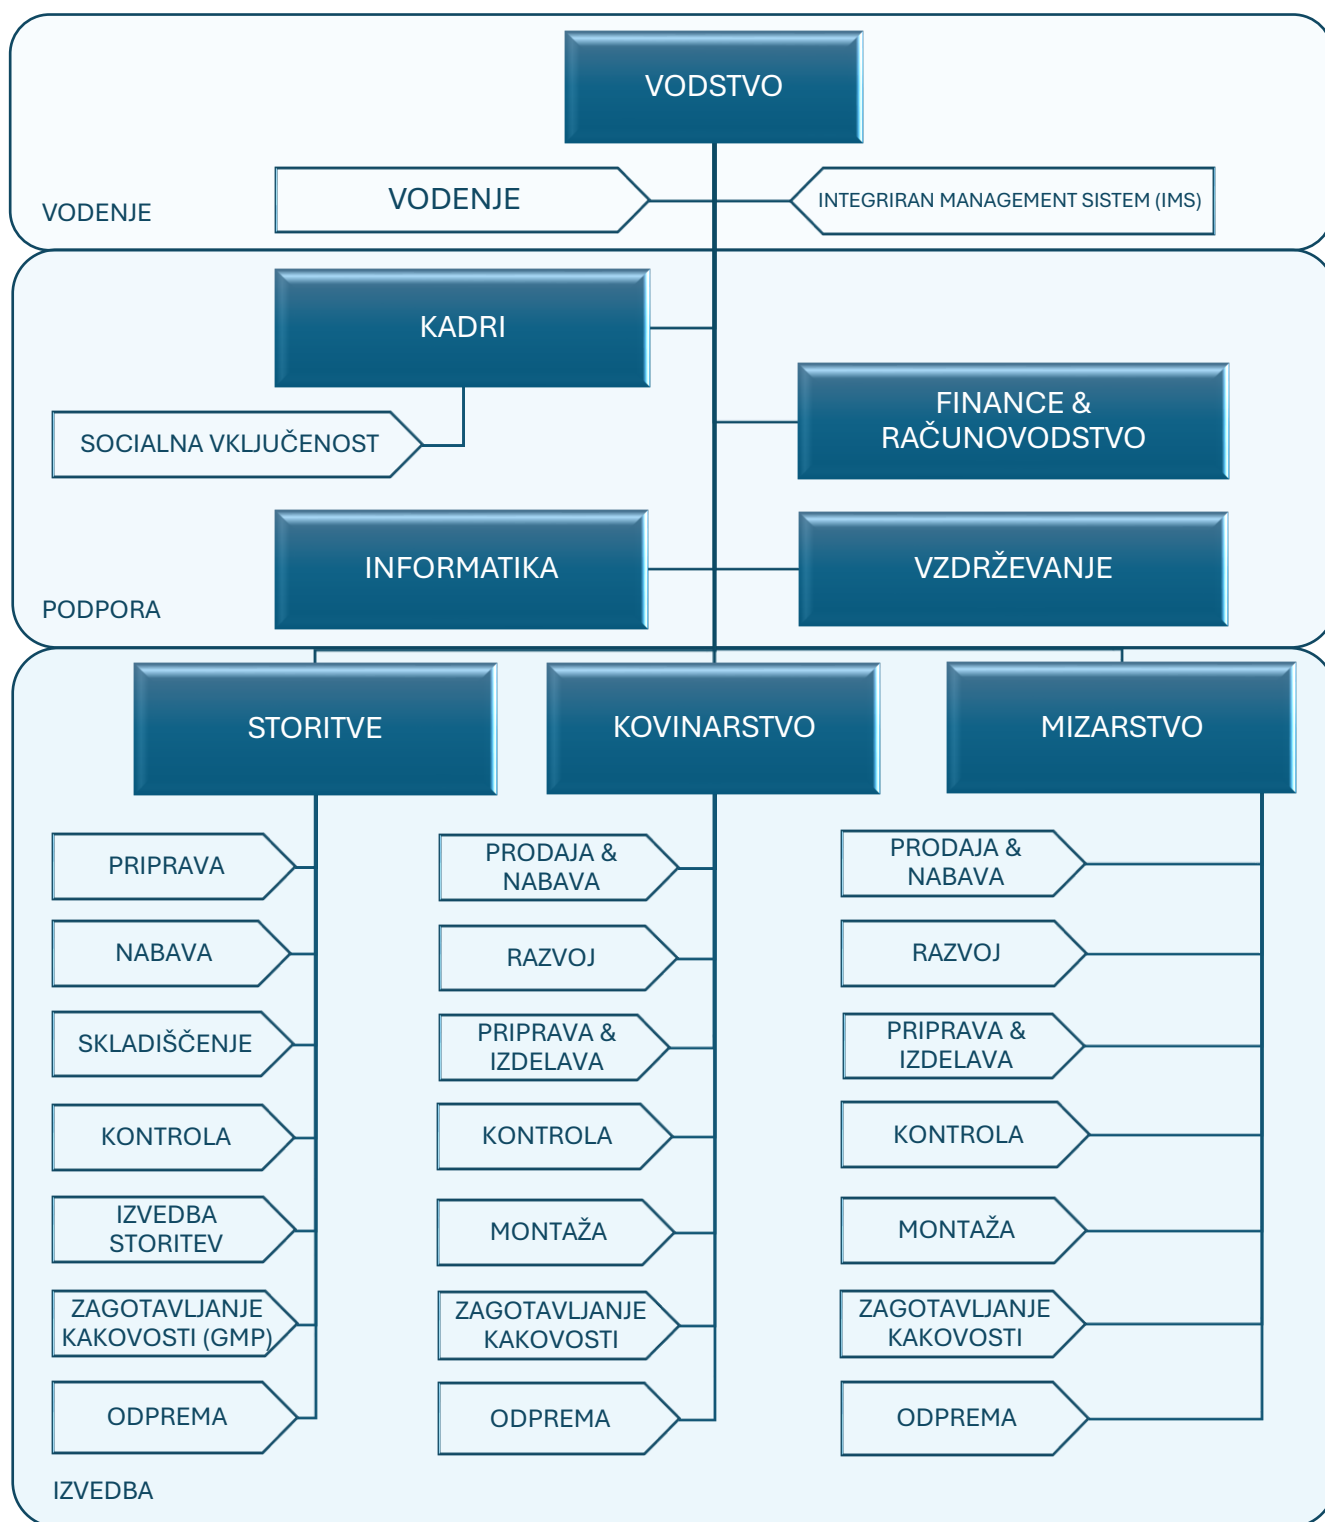 VODSTVO
VODENJE
INTEGRIRAN MANAGEMENT SISTEM (IMS)
VODENJE
KADRI
FINANCE &
RAČUNOVODSTVO
SOCIALNA VKLJUČENOST
INFORMATIKA
VZDRŽEVANJE
PODPORA
STORITVE
KOVINARSTVO
MIZARSTVO
PRIPRAVA
NABAVA
SKLADIŠČENJE
KONTROLA
IZVEDBA
STORITEV
ZAGOTAVLJANJE
KAKOVOSTI (GMP)
ODPREMA
PRODAJA &
NABAVA
RAZVOJ
PRIPRAVA &
IZDELAVA
KONTROLA
MONTAŽA
ZAGOTAVLJANJE
KAKOVOSTI
ODPREMA
PRODAJA &
NABAVA
RAZVOJ
PRIPRAVA &
IZDELAVA
KONTROLA
MONTAŽA
ZAGOTAVLJANJE
KAKOVOSTI
ODPREMA
IZVEDBA